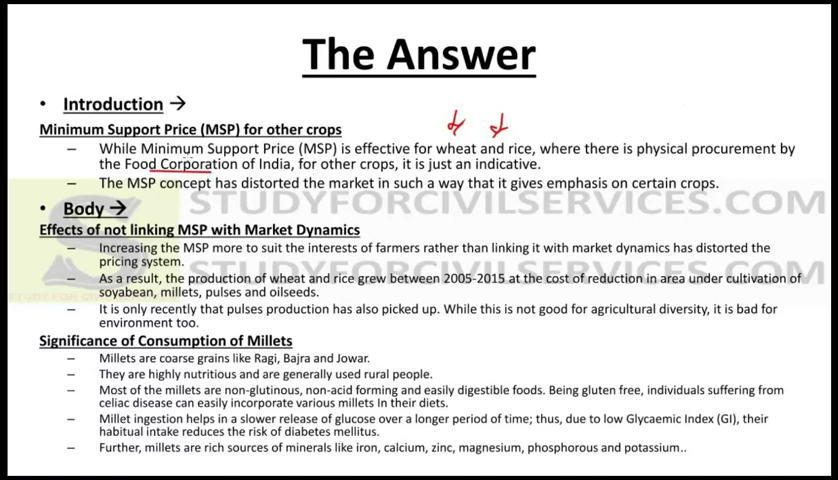 The Answer
• Introduction →
Minimum Support Price (MSP) for other crops
– While Minimum Support Price (MSP) is effective for wheat and rice, where there is physical procurement by
the Food Corporation of India, for other crops, it is just an indicative.
– The MSP concept has distorted the market in such a way that it gives emphasis on certain crops.
STUDYFORCIVILSERVICES.COM
• Body →
Effects of not linking MSP with Market Dynamics
– Increasing the MSP more to suit the interests of farmers rather than linking it with market dynamics has distorted the
pricing system.
STUDYFORCIVILSERVICES.COM
– As a result, the production of wheat and rice grew between 2005-2015 at the cost of reduction in area under cultivation of
soyabean, millets, pulses and oilseeds.
– It is only recently that pulses production has also picked up. While this is not good for agricultural diversity, it is bad for
environment too.
Significance of Consumption of Millets
– Millets are coarse grains like Ragi, Bajra and Jowar.
– They are highly nutritious and are generally used rural people.
– Most of the millets are non-glutinous, non-acid forming and easily digestible foods. Being gluten free, individuals suffering from
celiac disease can easily incorporate various millets In their diets.
– Millet ingestion helps in a slower release of glucose over a longer period of time; thus, due to low Glycaemic Index (GI), their
habitual intake reduces the risk of diabetes mellitus.
– Further, millets are rich sources of minerals like iron, calcium, zinc, magnesium, phosphorous and potassium..